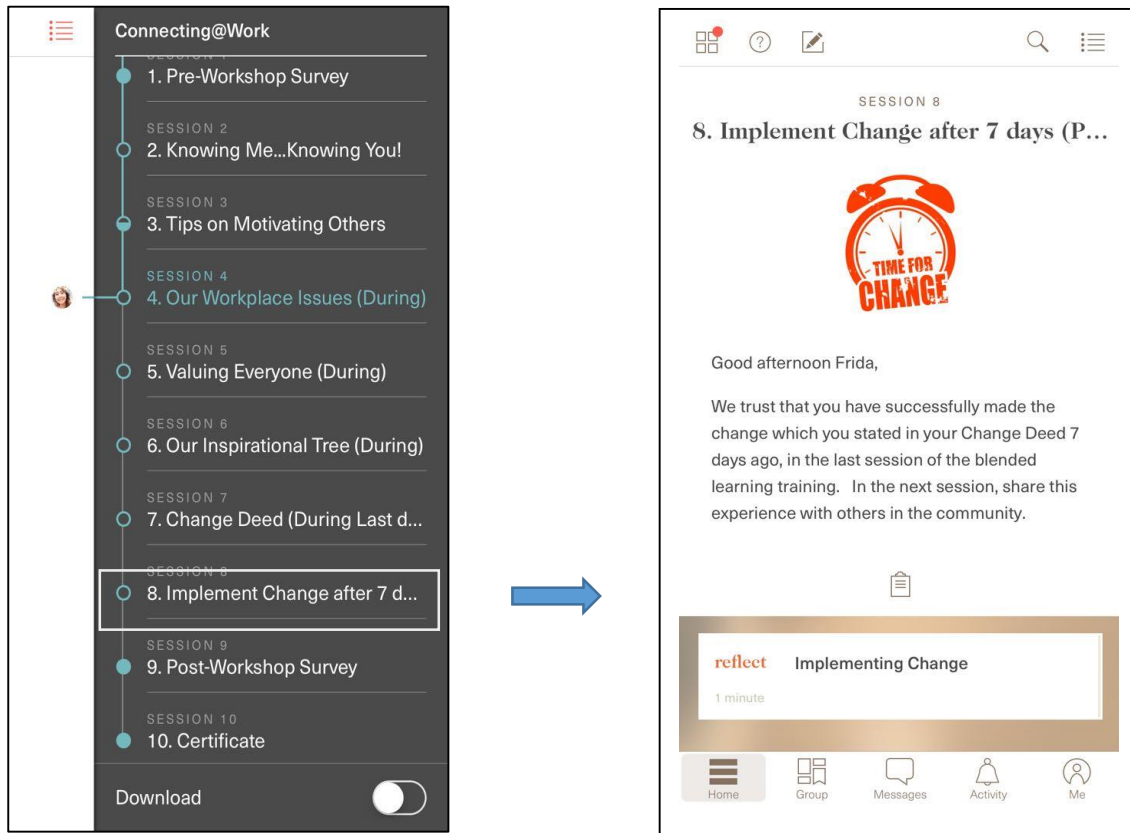 Connecting@Work
SESSION 1
1. Pre-Workshop Survey
SESSION 2
2. Knowing Me...Knowing You!
SESSION 3
3. Tips on Motivating Others
SESSION 4
4. Our Workplace Issues (During)
SESSION 5
5. Valuing Everyone (During)
SESSION 6
6. Our Inspirational Tree (During)
SESSION 7
7. Change Deed (During Last d...
SESSION 8
8. Implement Change after 7 d...
SESSION 9
9. Post-Workshop Survey
SESSION 10
10. Certificate
Download
SESSION 8
8. Implement Change after 7 days (P...
TIME FOR
CHANGE
Good afternoon Frida,
We trust that you have successfully made the
change which you stated in your Change Deed 7
days ago, in the last session of the blended
learning training. In the next session, share this
experience with others in the community.
reflect Implementing Change
1 minute
Home Group Messages Activity Me